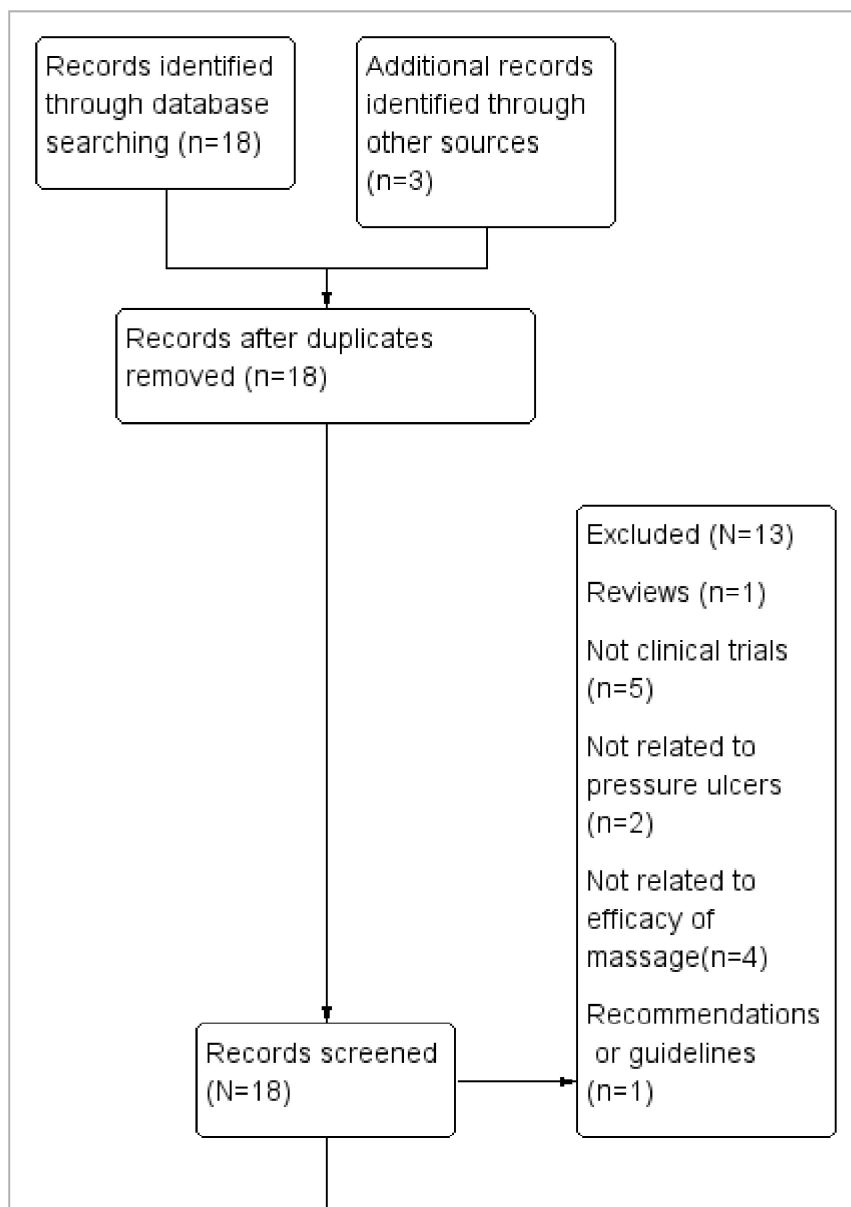 Records identified
through database
searching (n=18)
Additional records
identified through
other sources
(n=3)
Records after duplicates
removed (n=18)
Excluded (N=13)
Reviews (n=1)
Not clinical trials
(n=5)
Not related to
pressure ulcers
(n=2)
Not related to
efficacy of
massage(n=4)
Recommendations
or guidelines
(n=1)
Records screened
(N=18)